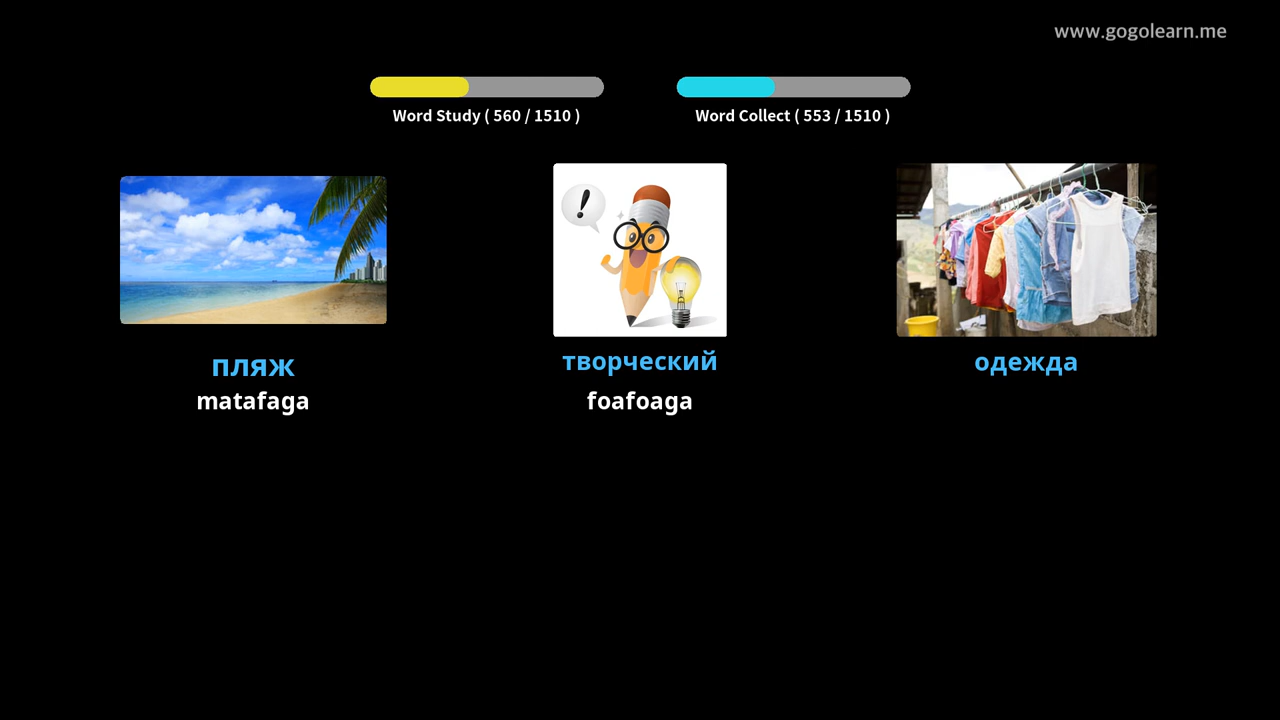 www.gogolearn.me
Word Study ( 560 / 1510 )
Word Collect ( 553 / 1510 )
!
пляж
matafaga
творческий
foafoaga
одежда